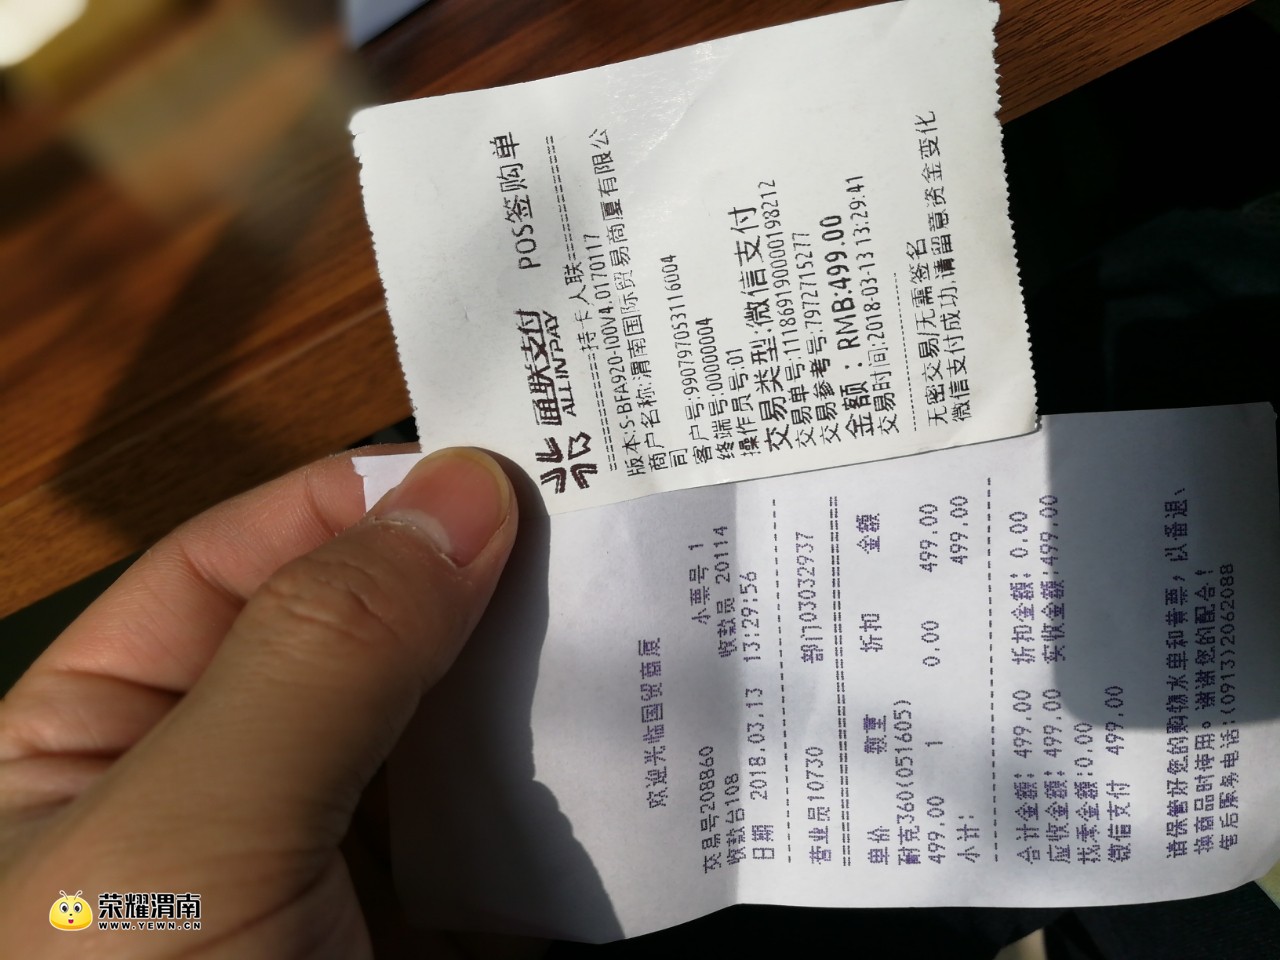 通联支付 POS签购单
ALLINPAY
========持卡人联========
版本:S-BFA920-I00V4.0170117
商户名称:渭南国际贸易商厦有限公
司
客户号:990797053116004
终端号:00000004
操作员号:01
交易类型:微信支付
交易单号:111869190000198212
交易参考号:7972715277
金额:RMB:499.00
交易时间:2018-03-13 13:29:41
无密交易/无需签名
微信支付成功,请留意资金变化
欢迎光临国贸商厦
交易号208860 小票号 1
收款台108 收款员 20114
日期 2018.03.13 13:29:56
营业员10730 部门03032937
单价 数量 折扣 金额
耐克360(051605)
499.00 1 0.00 499.00
小计: 499.00
合计金额: 499.00 折扣金额: 0.00
应收金额: 499.00 实收金额:499.00
找零金额:0.00
微信支付 499.00
请保管好您的购物水单和黄票，以备退、
换商品时使用。谢谢您的配合！
售后服务电话:(0913)2062088
荣耀渭南
WWW.YEWN.CN